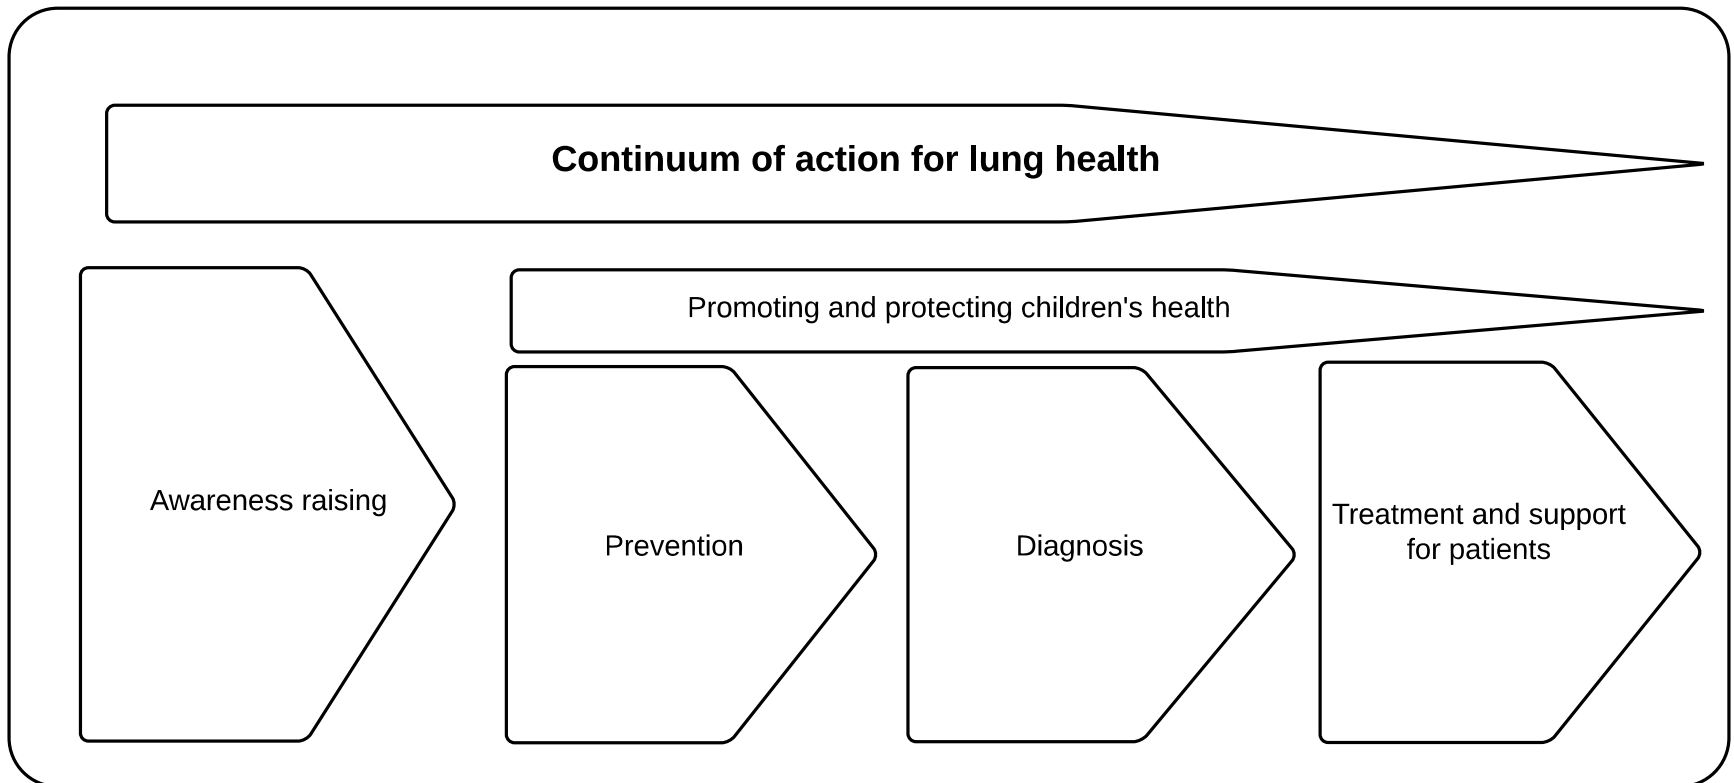 Continuum of action for lung health
Promoting and protecting children's health
Awareness raising
Prevention
Diagnosis
Treatment and support
for patients